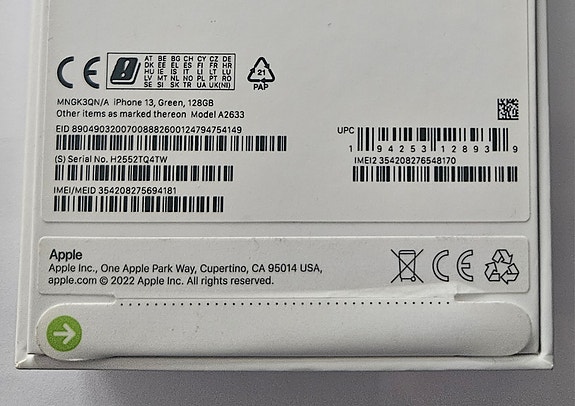 CE
AT BE BG CH CY CZ DE
DK EE EL ES FI FR HR
HU IE IS IT LI LT LU
LV MT NL NO PL PT RO
SE SI SK TR UA UK(NI)
21
PAP
MNGK3QN/A iPhone 13, Green, 128GB
Other items as marked thereon Model A2633
EID 89049032007008882600124794754149
(S) Serial No. H2552TQ4TW
IMEI/MEID 354208275694181
UPC
1 94253 12893 9
IMEI2 354208276548170
Apple
Apple Inc., One Apple Park Way, Cupertino, CA 95014 USA,
apple.com © 2022 Apple Inc. All rights reserved.
CE